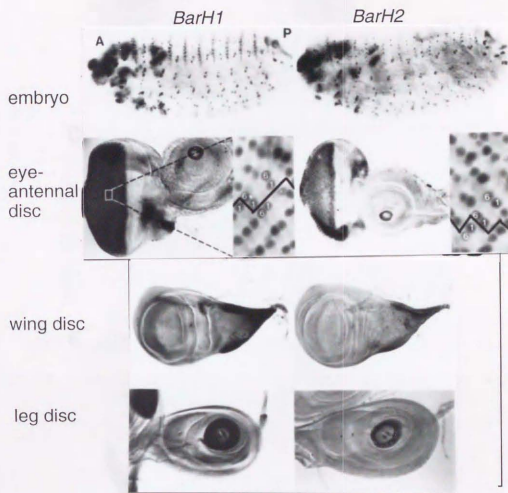 BarH1 BarH2
A P
embryo
eye-
antennal
disc
wing disc
leg disc